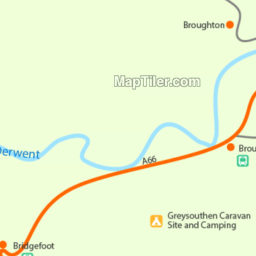 Broughton
MapTiler.com
erwent
A66
Brou
Greysouthen Caravan
Site and Camping
Bridgefoot